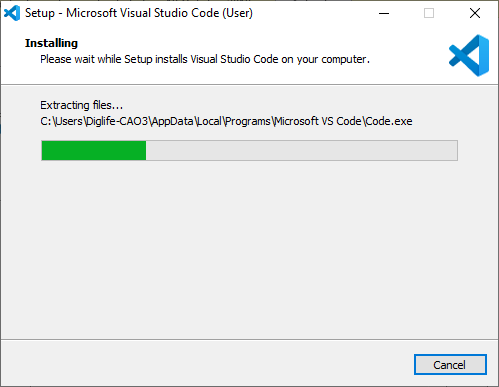 Setup - Microsoft Visual Studio Code (User)
Installing
Please wait while Setup installs Visual Studio Code on your computer.
Extracting files...
C:\Users\Diglife-CAO3\AppData\Local\Programs\Microsoft VS Code\Code.exe
Cancel